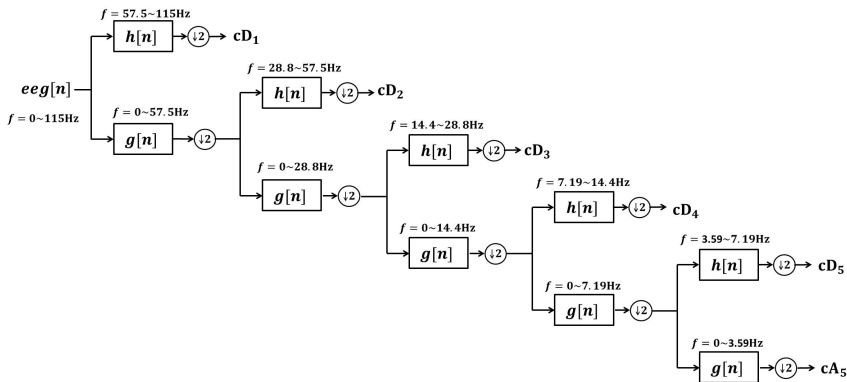 f = 57.5~115Hz
h[n]
↓2
cD₁
eeg[n]
f = 0~115Hz
f = 0~57.5Hz
g[n]
↓2
f = 28.8~57.5Hz
h[n]
↓2
cD₂
f = 0~28.8Hz
g[n]
↓2
f = 14.4~28.8Hz
h[n]
↓2
cD₃
f = 0~14.4Hz
g[n]
↓2
f = 7.19~14.4Hz
h[n]
↓2
cD₄
f = 0~7.19Hz
g[n]
↓2
f = 3.59~7.19Hz
h[n]
↓2
cD₅
f = 0~3.59Hz
g[n]
↓2
cA₅